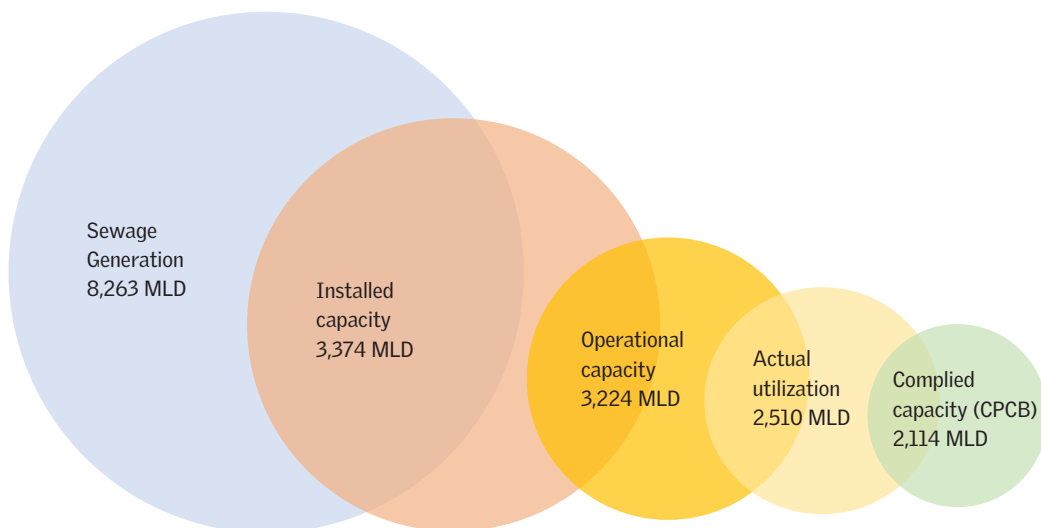 Sewage
Generation
8,263 MLD
Installed
capacity
3,374 MLD
Operational
capacity
3,224 MLD
Actual
utilization
2,510 MLD
Complied
capacity (CPCB)
2,114 MLD